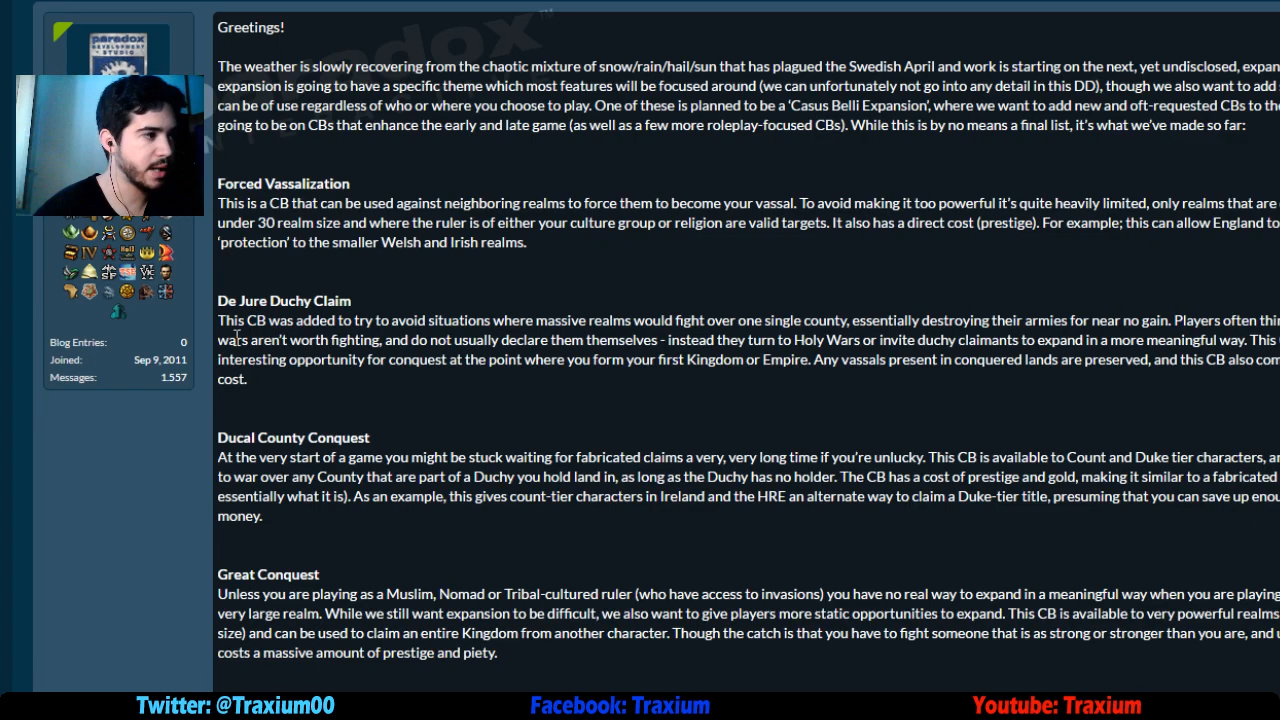 Greetings!
paradox
DEVELOPMENT
STUDIO
The weather is slowly recovering from the chaotic mixture of snow/rain/hail/sun that has plagued the Swedish April and work is starting on the next, yet undisclosed, expan
expansion is going to have a specific theme which most features will be focused around (we can unfortunately not go into any detail in this DD), though we also want to add
can be of use regardless of who or where you choose to play. One of these is planned to be a ‘Casus Belli Expansion’, where we want to add new and oft-requested CBs to the
going to be on CBs that enhance the early and late game (as well as a few more roleplay-focused CBs). While this is by no means a final list, it's what we've made so far:
Forced Vassalization
This is a CB that can be used against neighboring realms to force them to become your vassal. To avoid making it too powerful it's quite heavily limited, only realms that are
under 30 realm size and where the ruler is of either your culture group or religion are valid targets. It also has a direct cost (prestige). For example; this can allow England to
‘protection’ to the smaller Welsh and Irish realms.
De Jure Duchy Claim
This CB was added to try to avoid situations where massive realms would fight over one single county, essentially destroying their armies for near no gain. Players often thin
wars aren't worth fighting, and do not usually declare them themselves - instead they turn to Holy Wars or invite duchy claimants to expand in a more meaningful way. This
interesting opportunity for conquest at the point where you form your first Kingdom or Empire. Any vassals present in conquered lands are preserved, and this CB also com
cost.
Blog Entries: 0
Joined: Sep 9, 2011
Messages: 1.557
Ducal County Conquest
At the very start of a game you might be stuck waiting for fabricated claims a very, very long time if you're unlucky. This CB is available to Count and Duke tier characters, a
to war over any County that are part of a Duchy you hold land in, as long as the Duchy has no holder. The CB has a cost of prestige and gold, making it similar to a fabricated
essentially what it is). As an example, this gives count-tier characters in Ireland and the HRE an alternate way to claim a Duke-tier title, presuming that you can save up enou
money.
Great Conquest
Unless you are playing as a Muslim, Nomad or Tribal-cultured ruler (who have access to invasions) you have no real way to expand in a meaningful way when you are playing
very large realm. While we still want expansion to be difficult, we also want to give players more static opportunities to expand. This CB is available to very powerful realms
size) and can be used to claim an entire Kingdom from another character. Though the catch is that you have to fight someone that is as strong or stronger than you are, and u
costs a massive amount of prestige and piety.
Twitter: @Traxium00 Facebook: Traxium Youtube: Traxium